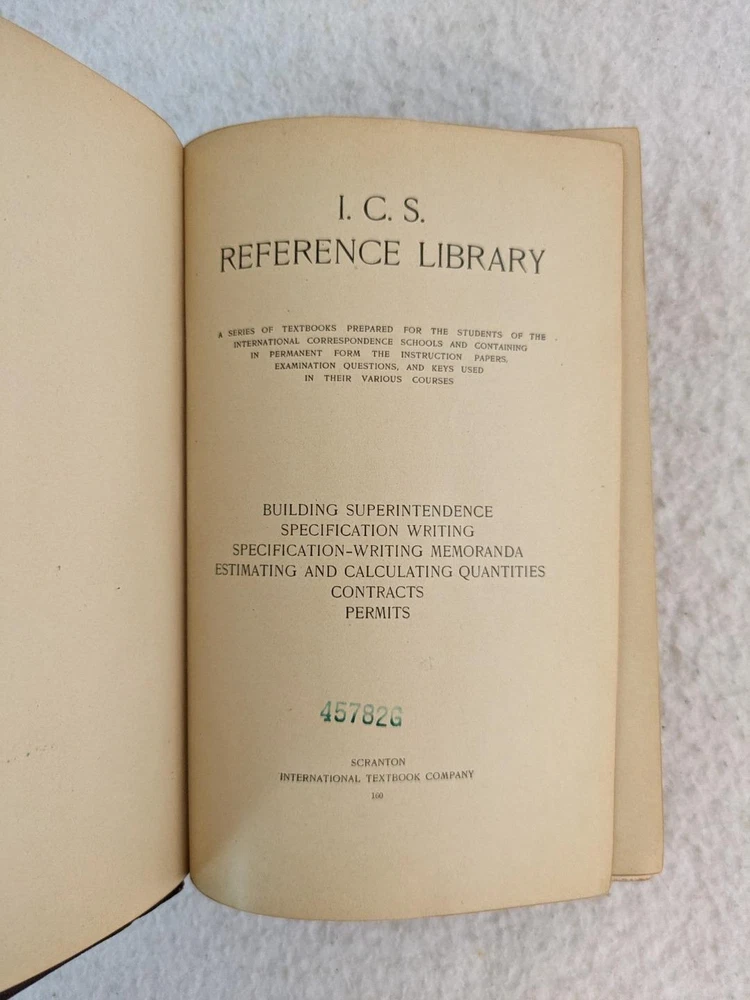 I. C. S.
REFERENCE LIBRARY
A SERIES OF TEXTBOOKS PREPARED FOR THE STUDENTS OF THE
INTERNATIONAL CORRESPONDENCE SCHOOLS AND CONTAINING
IN PERMANENT FORM THE INSTRUCTION PAPERS,
EXAMINATION QUESTIONS, AND KEYS USED
IN THEIR VARIOUS COURSES
BUILDING SUPERINTENDENCE
SPECIFICATION WRITING
SPECIFICATION-WRITING MEMORANDA
ESTIMATING AND CALCULATING QUANTITIES
CONTRACTS
PERMITS
45782G
SCRANTON
INTERNATIONAL TEXTBOOK COMPANY
160